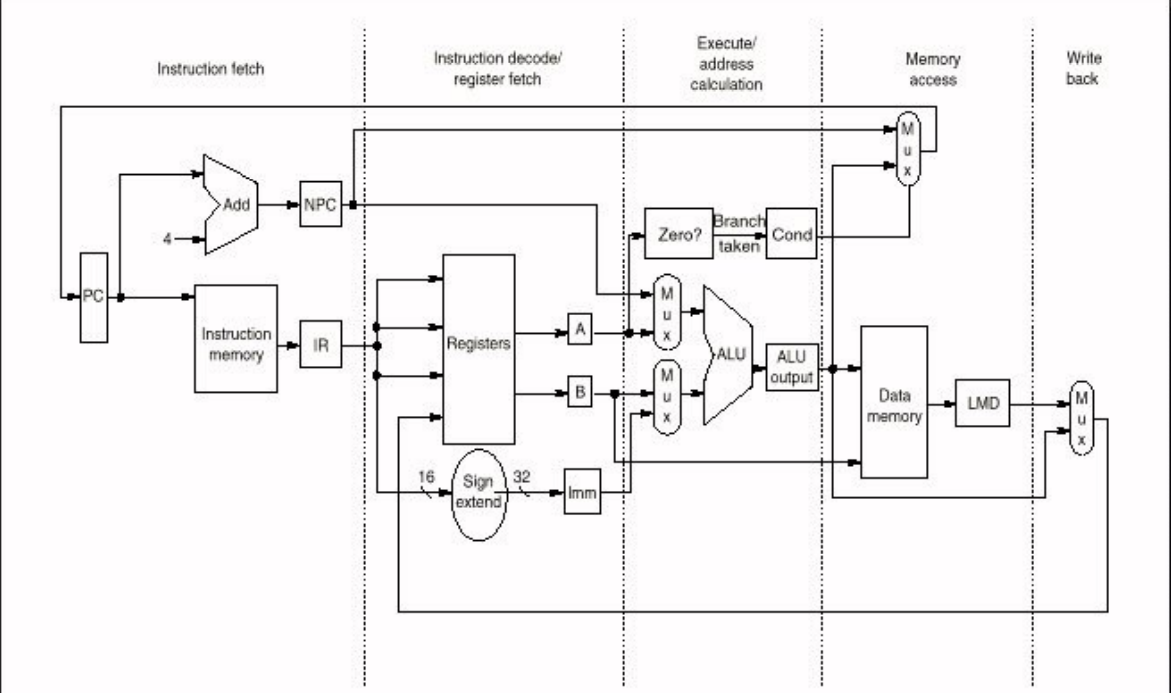 Instruction fetch
Instruction decode/
register fetch
Execute/
address
calculation
Memory
access
Write
back
M
u
x
Add
NPC
4
Zero?
Branch
taken
Cond
PC
Instruction
memory
IR
Registers
A
B
M
u
x
M
u
x
ALU
ALU
output
Data
memory
LMD
M
u
x
16
Sign
extend
32
Imm